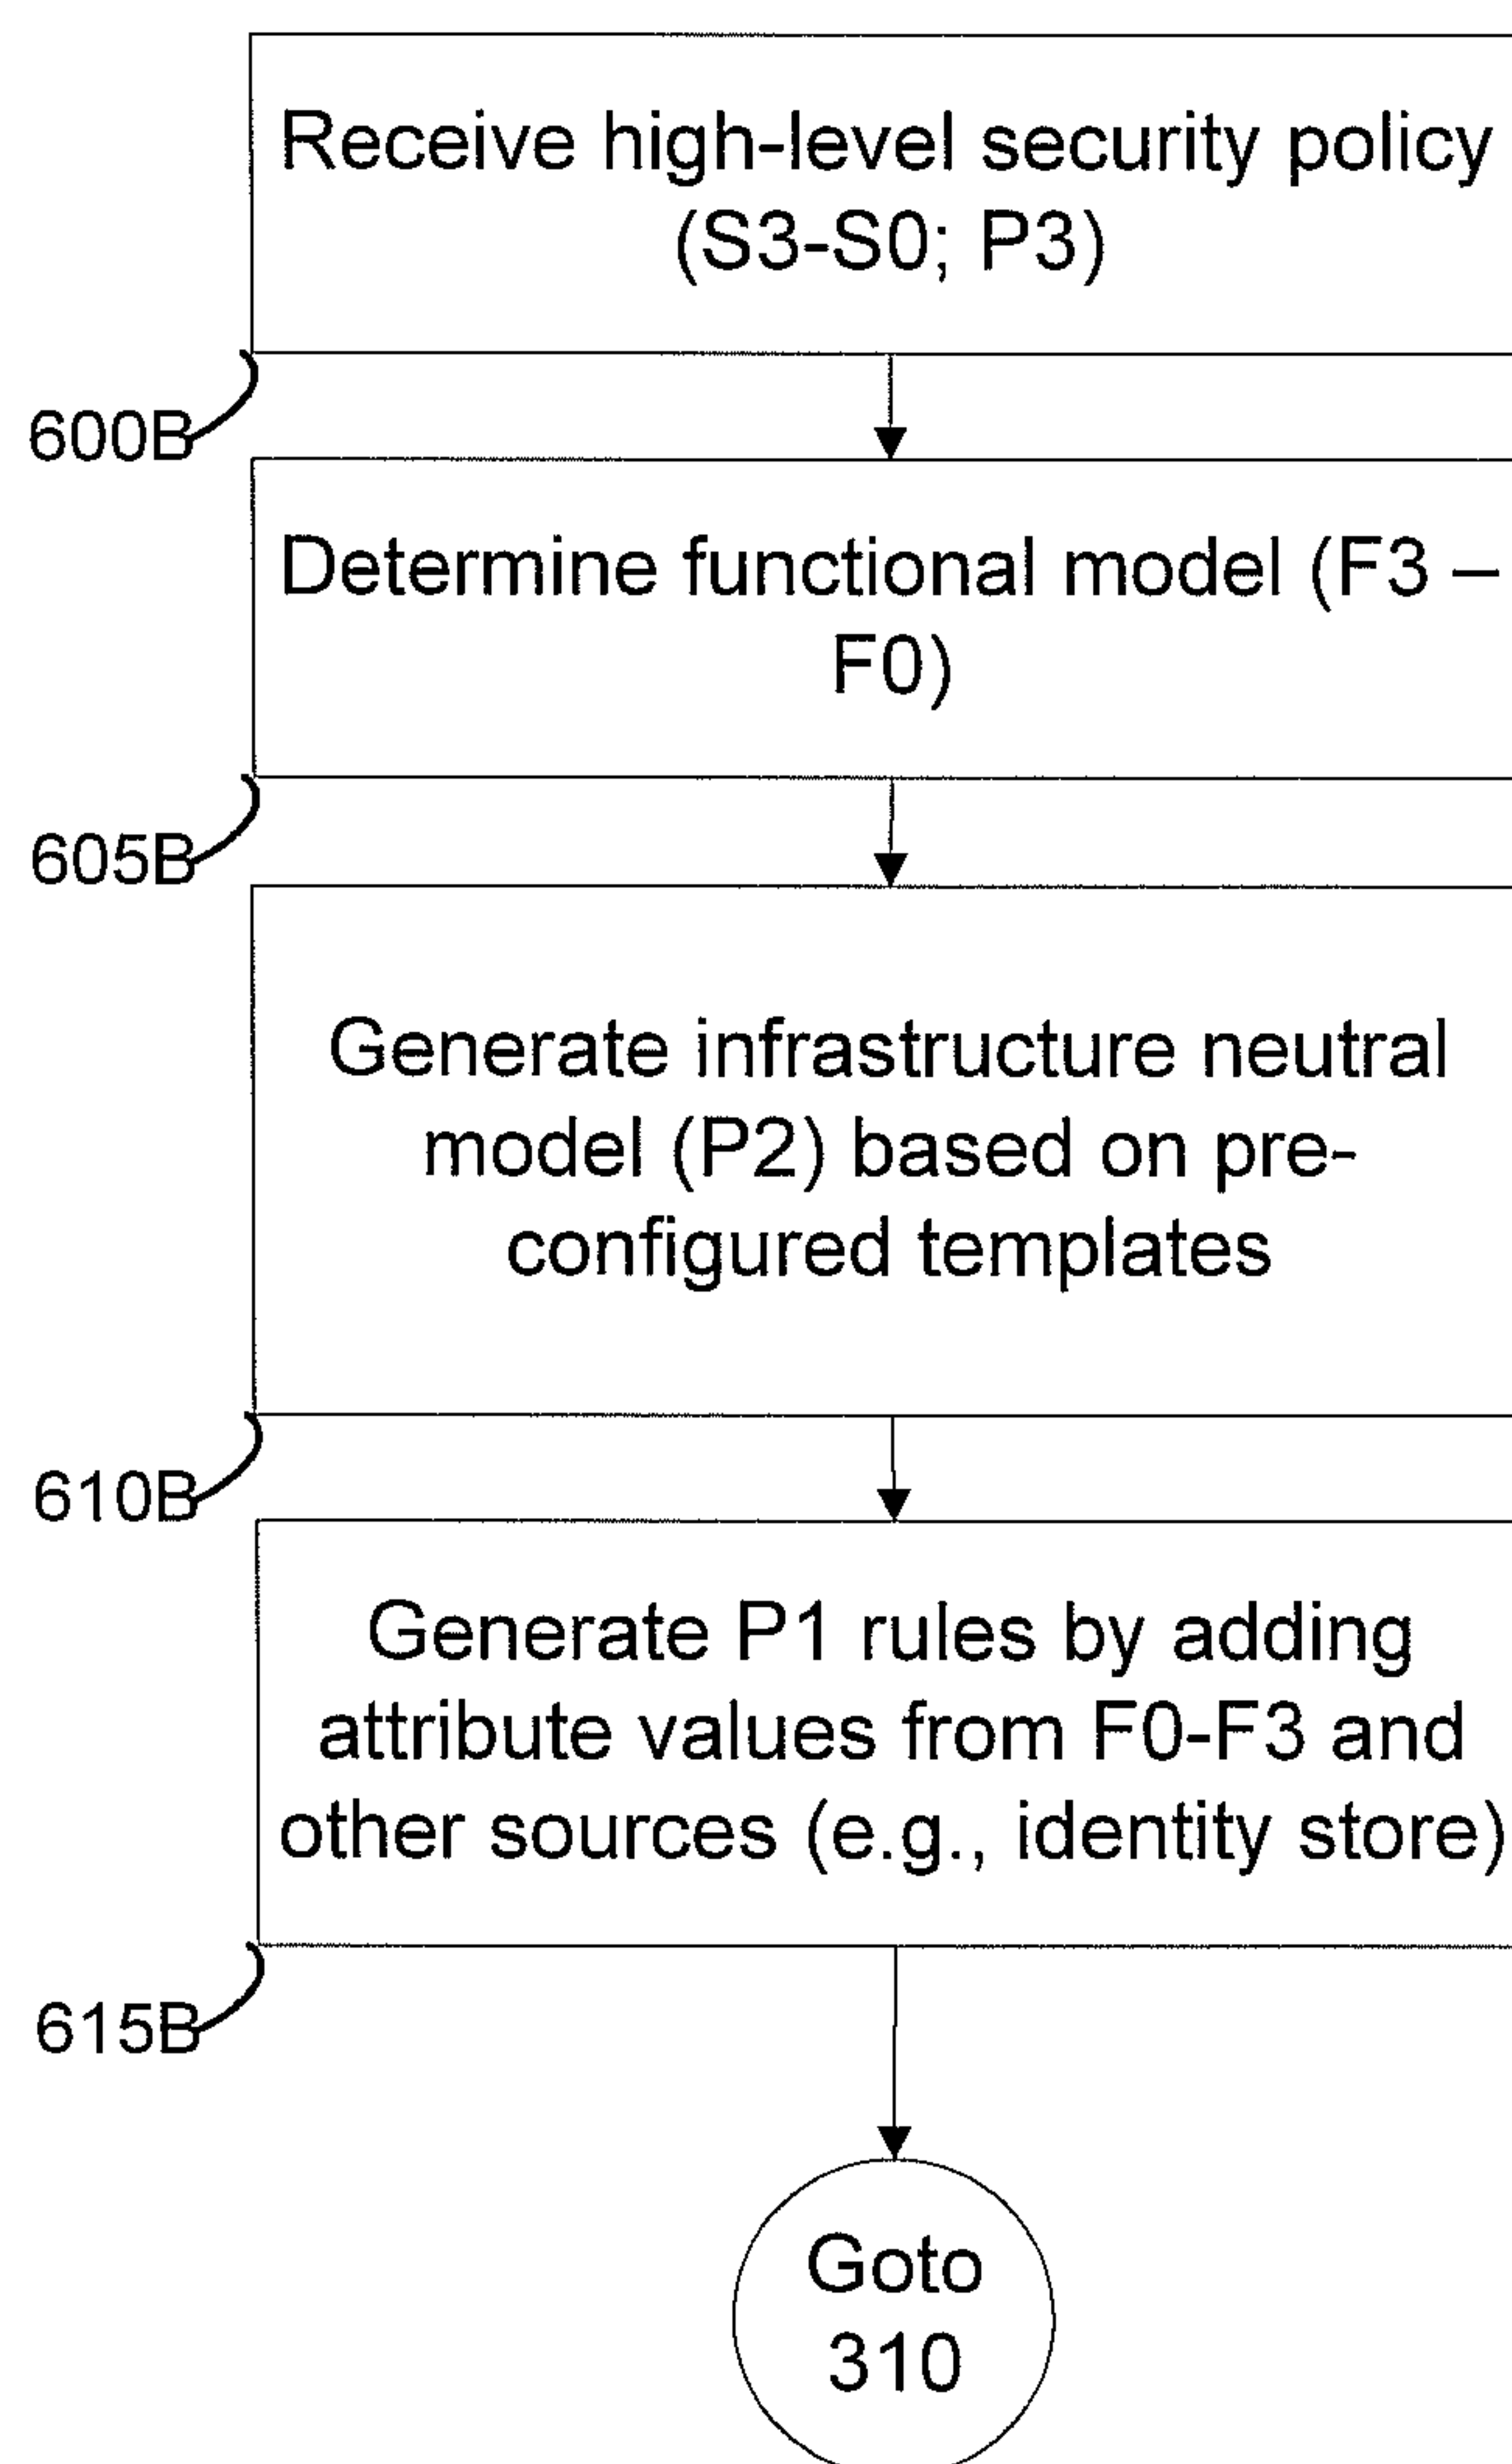 Receive high-level security policy
(S3-S0; P3)
600B
Determine functional model (F3 –
F0)
605B
Generate infrastructure neutral
model (P2) based on pre-
configured templates
610B
Generate P1 rules by adding
attribute values from F0-F3 and
other sources (e.g., identity store)
615B
Goto
310